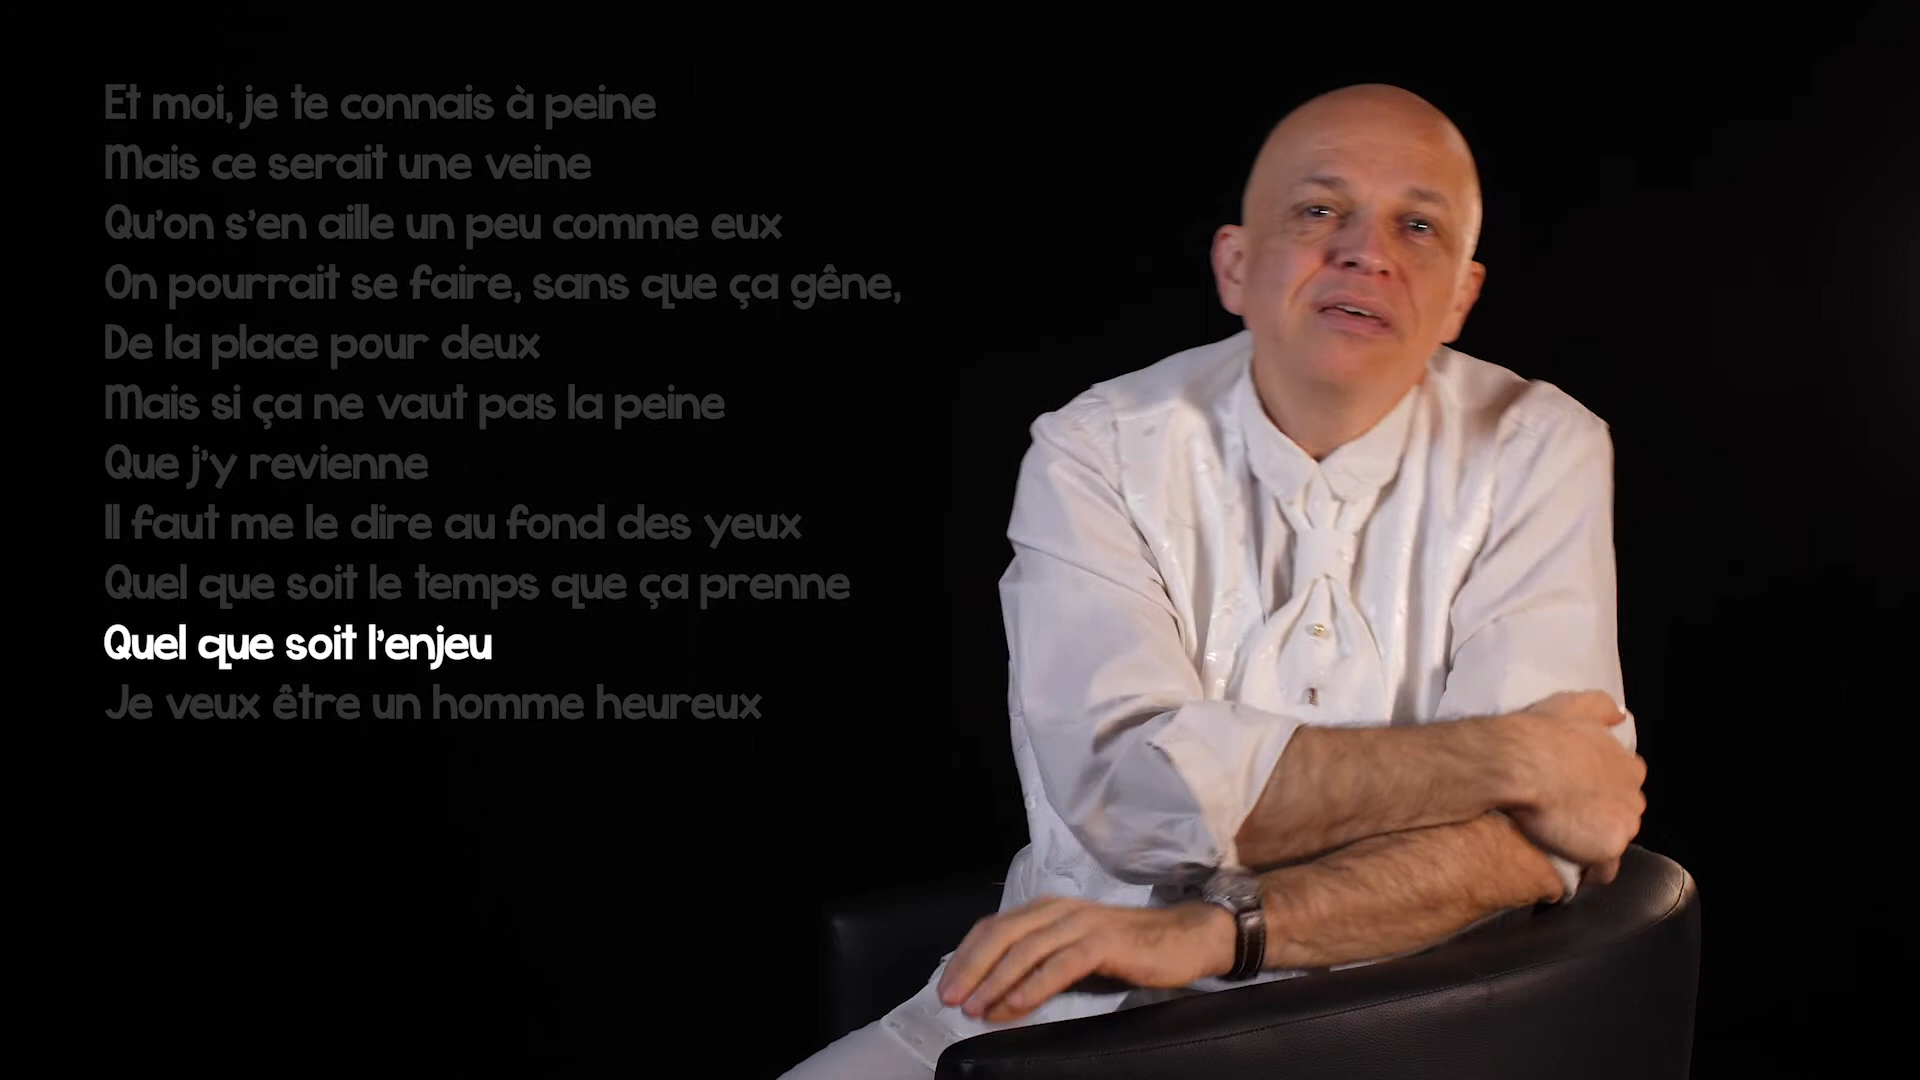 Et moi, je te connais à peine
Mais ce serait une veine
Qu'on s'en aille un peu comme eux
On pourrait se faire, sans que ça gêne,
De la place pour deux
Mais si ça ne vaut pas la peine
Que j'y revienne
Il faut me le dire au fond des yeux
Quel que soit le temps que ça prenne
Quel que soit l'enjeu
Je veux être un homme heureux